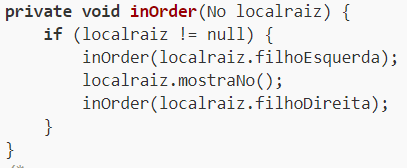 private void inOrder(No localraiz) {
    if (localraiz != null) {
        inOrder(localraiz.filhoEsquerda);
        localraiz.mostraNo();
        inOrder(localraiz.filhoDireita);
    }
}